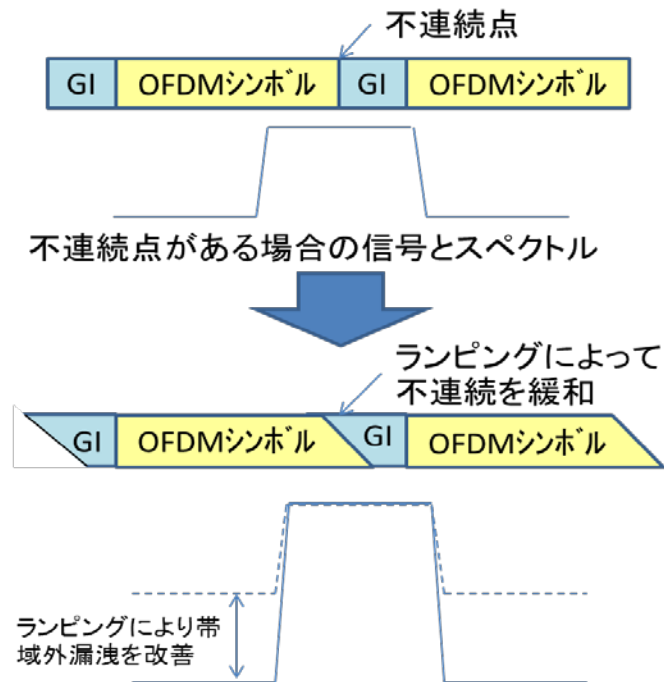 不連続点
GI OFDMシンボル GI OFDMシンボル
不連続点がある場合の信号とスペクトル
ランピングによって
不連続を緩和
GI OFDMシンボル GI OFDMシンボル
ランピングにより帯
域外漏洩を改善